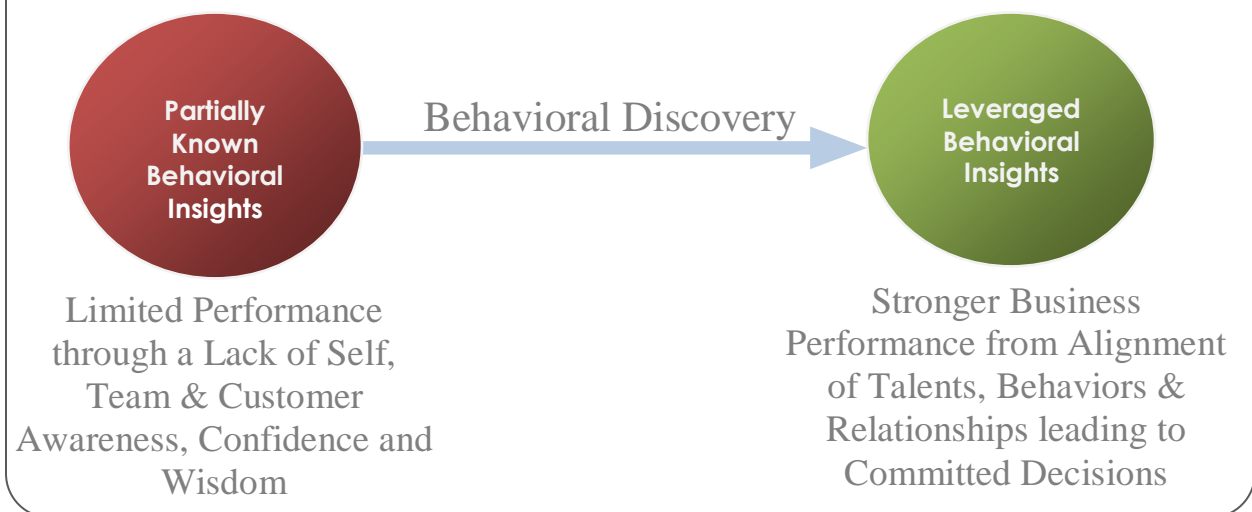 Partially
Known
Behavioral
Insights
Behavioral Discovery
Leveraged
Behavioral
Insights
Limited Performance
through a Lack of Self,
Team & Customer
Awareness, Confidence and
Wisdom
Stronger Business
Performance from Alignment
of Talents, Behaviors &
Relationships leading to
Committed Decisions